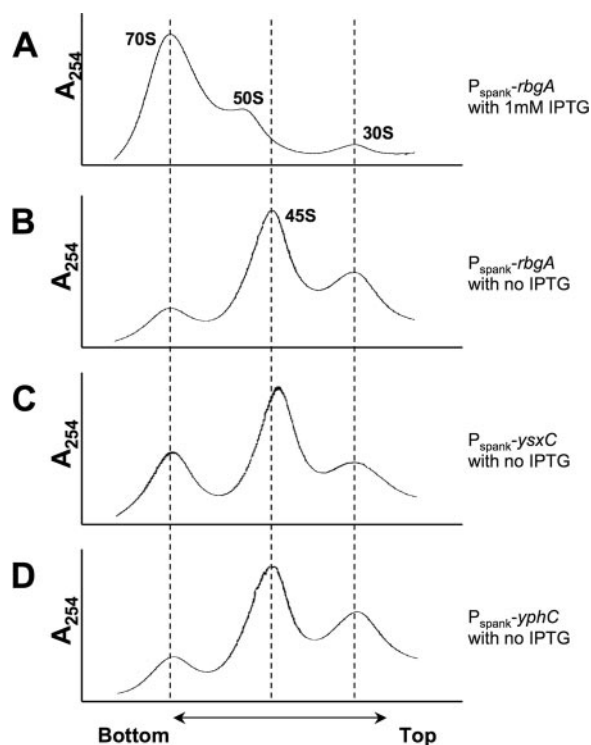 A
A254
70S
50S
30S
Pspank-rbgA
with 1mM IPTG
B
A254
45S
Pspank-rbgA
with no IPTG
C
A254
Pspank-ysxC
with no IPTG
D
A254
Pspank-yphC
with no IPTG
Bottom
Top